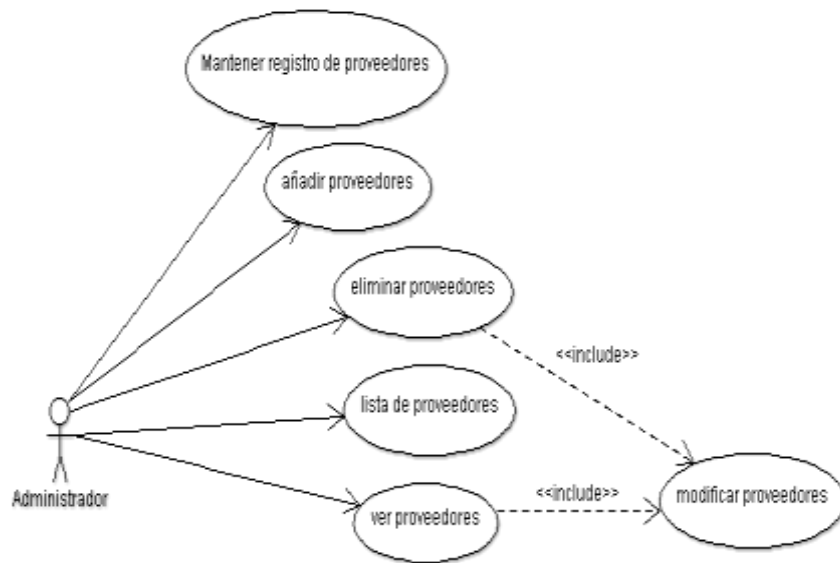 Mantener registro de proveedores
añadir proveedores
eliminar proveedores
<<include>>
lista de proveedores
Administrador
ver proveedores
<<include>>
modificar proveedores